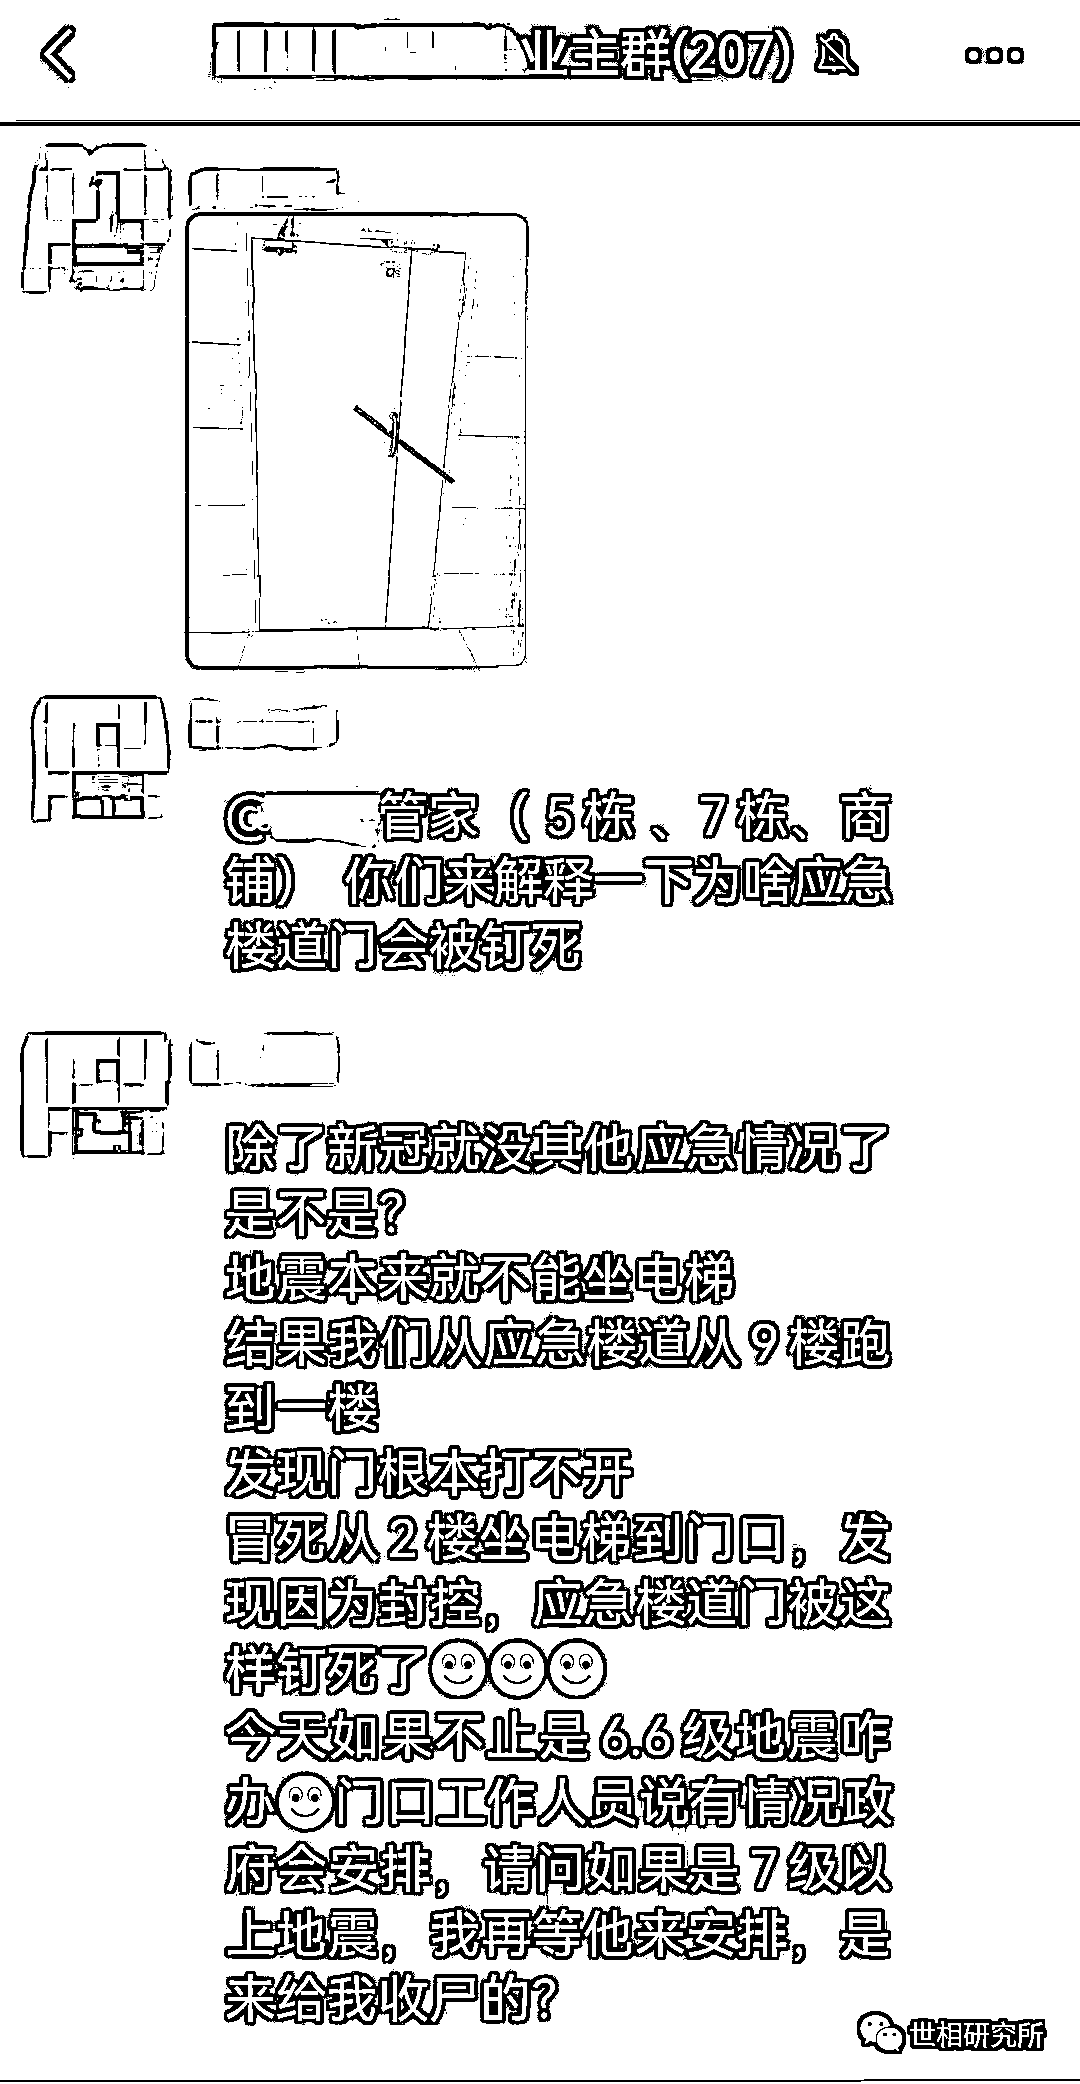 业主群(207)
@管家（5栋、7栋、商
铺） 你们来解释一下为啥应急
楼道门会被钉死
除了新冠就没其他应急情况了
是不是？
地震本来就不能坐电梯
结果我们从应急楼道从9楼跑
到一楼
发现门根本打不开
冒死从2楼坐电梯到门口，发
现因为封控，应急楼道门被这
样钉死了🙂🙂🙂
今天如果不止是6.6级地震咋
办🙂门口工作人员说有情况政
府会安排，请问如果是7级以
上地震，我再等他来安排，是
来给我收尸的？
世相研究所